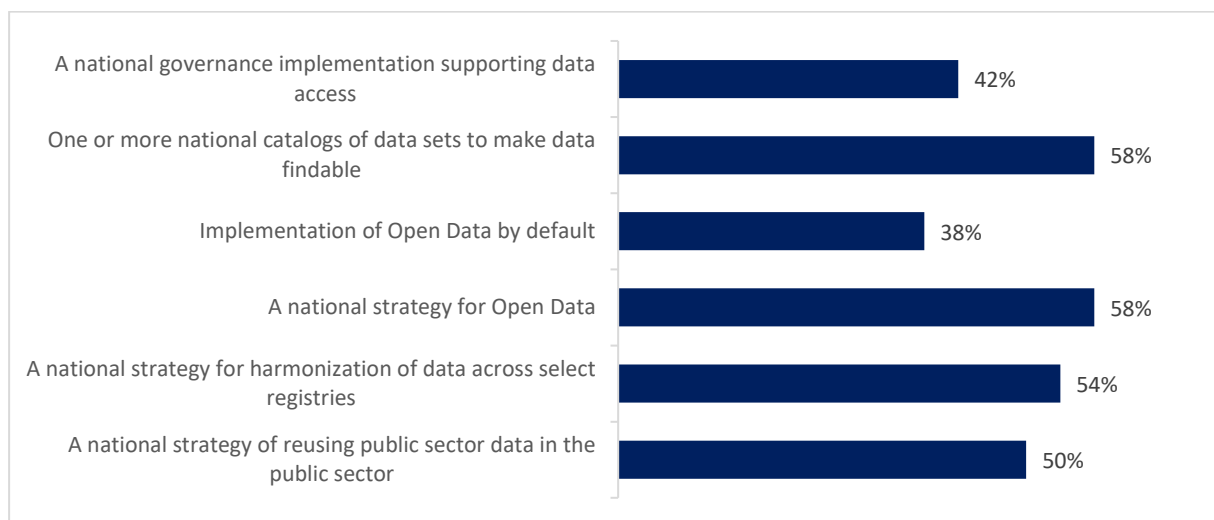 A national governance implementation supporting data
access
42%
One or more national catalogs of data sets to make data
findable
58%
Implementation of Open Data by default
38%
A national strategy for Open Data
58%
A national strategy for harmonization of data across select
registries
54%
A national strategy of reusing public sector data in the
public sector
50%